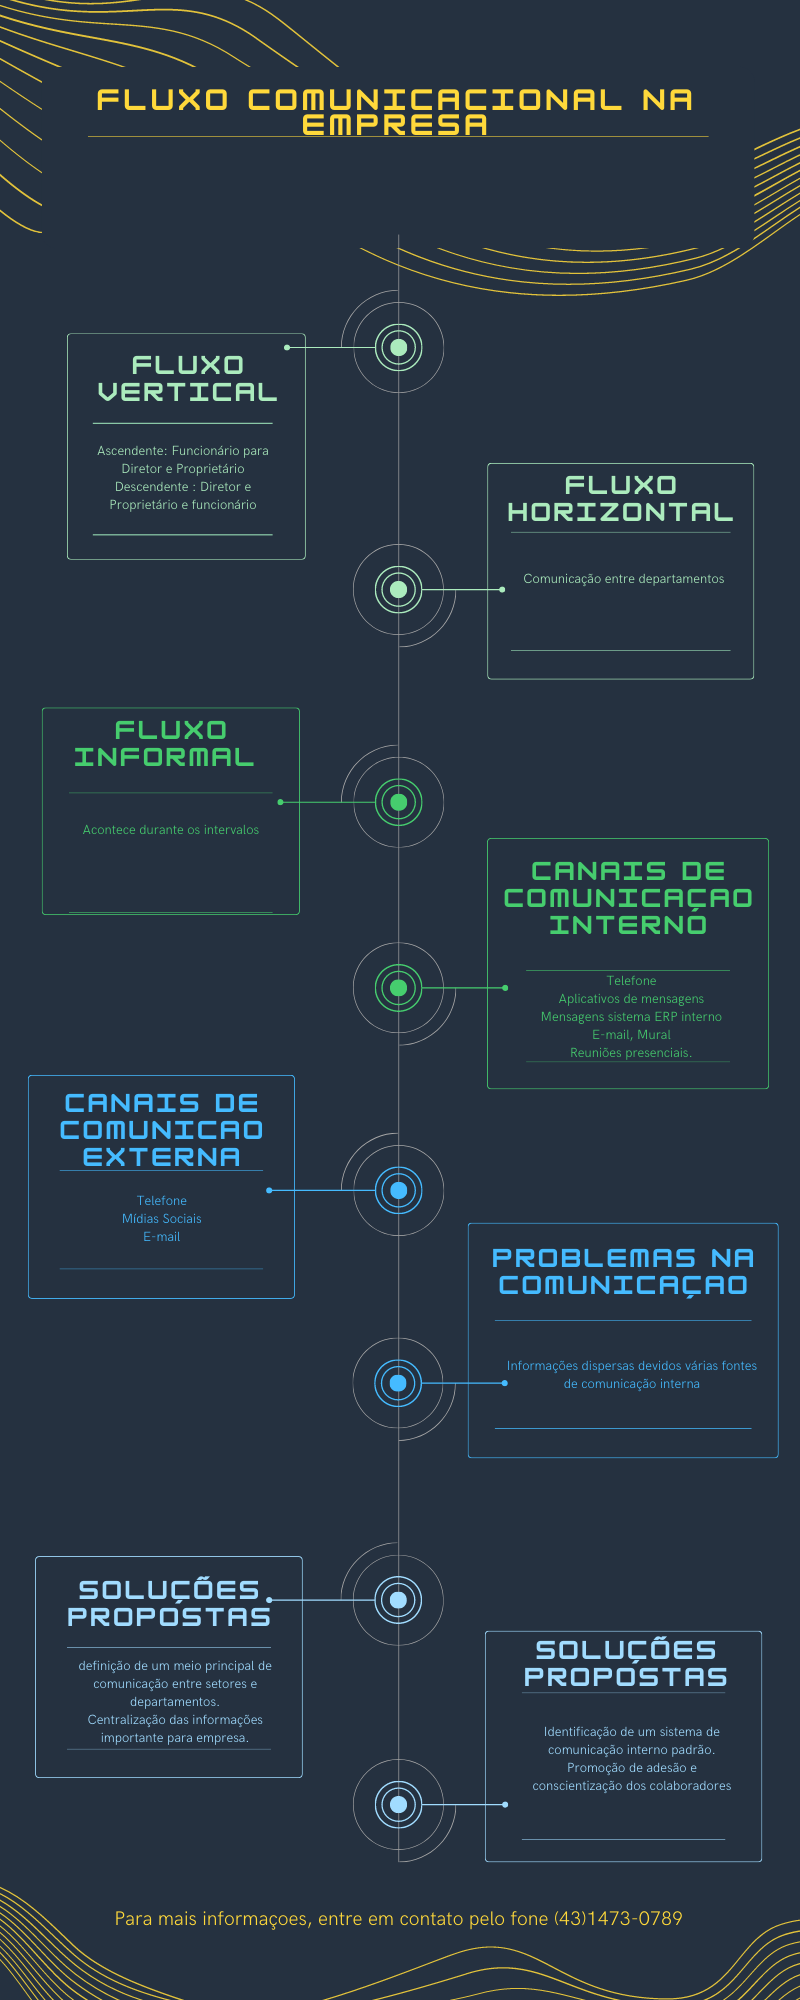 FLUXO COMUNICACIONAL NA
EMPRESA
FLUXO
VERTICAL
Ascendente: Funcionário para
Diretor e Proprietário
Descendente : Diretor e
Proprietário e funcionário
FLUXO
HORIZONTAL
Comunicação entre departamentos
FLUXO
INFORMAL
Acontece durante os intervalos
CANAIS DE
COMUNICAÇAO
INTERNO
Telefone
Aplicativos de mensagens
Mensagens sistema ERP interno
E-mail, Mural
Reuniões presenciais.
CANAIS DE
COMUNICAO
EXTERNA
Telefone
Mídias Sociais
E-mail
PROBLEMAS NA
COMUNICAÇAO
Informações dispersas devidos várias fontes
de comunicação interna
SOLUÇÕES
PROPOSTAS
definição de um meio principal de
comunicação entre setores e
departamentos.
Centralização das informações
importante para empresa.
SOLUÇÕES
PROPOSTAS
Identificação de um sistema de
comunicação interno padrão.
Promoção de adesão e
conscientização dos colaboradores
Para mais informaçoes, entre em contato pelo fone (43)1473-0789